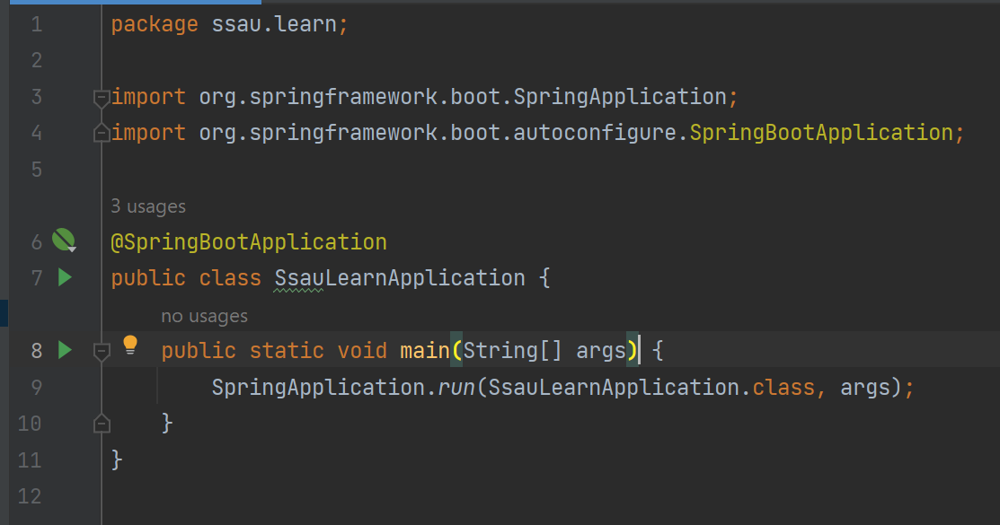 1 package ssau.learn;
2
3 import org.springframework.boot.SpringApplication;
4 import org.springframework.boot.autoconfigure.SpringBootApplication;
5
3 usages
6 @SpringBootApplication
7 public class SsauLearnApplication {
no usages
8 public static void main(String[] args) {
9 SpringApplication.run(SsauLearnApplication.class, args);
10 }
11 }
12